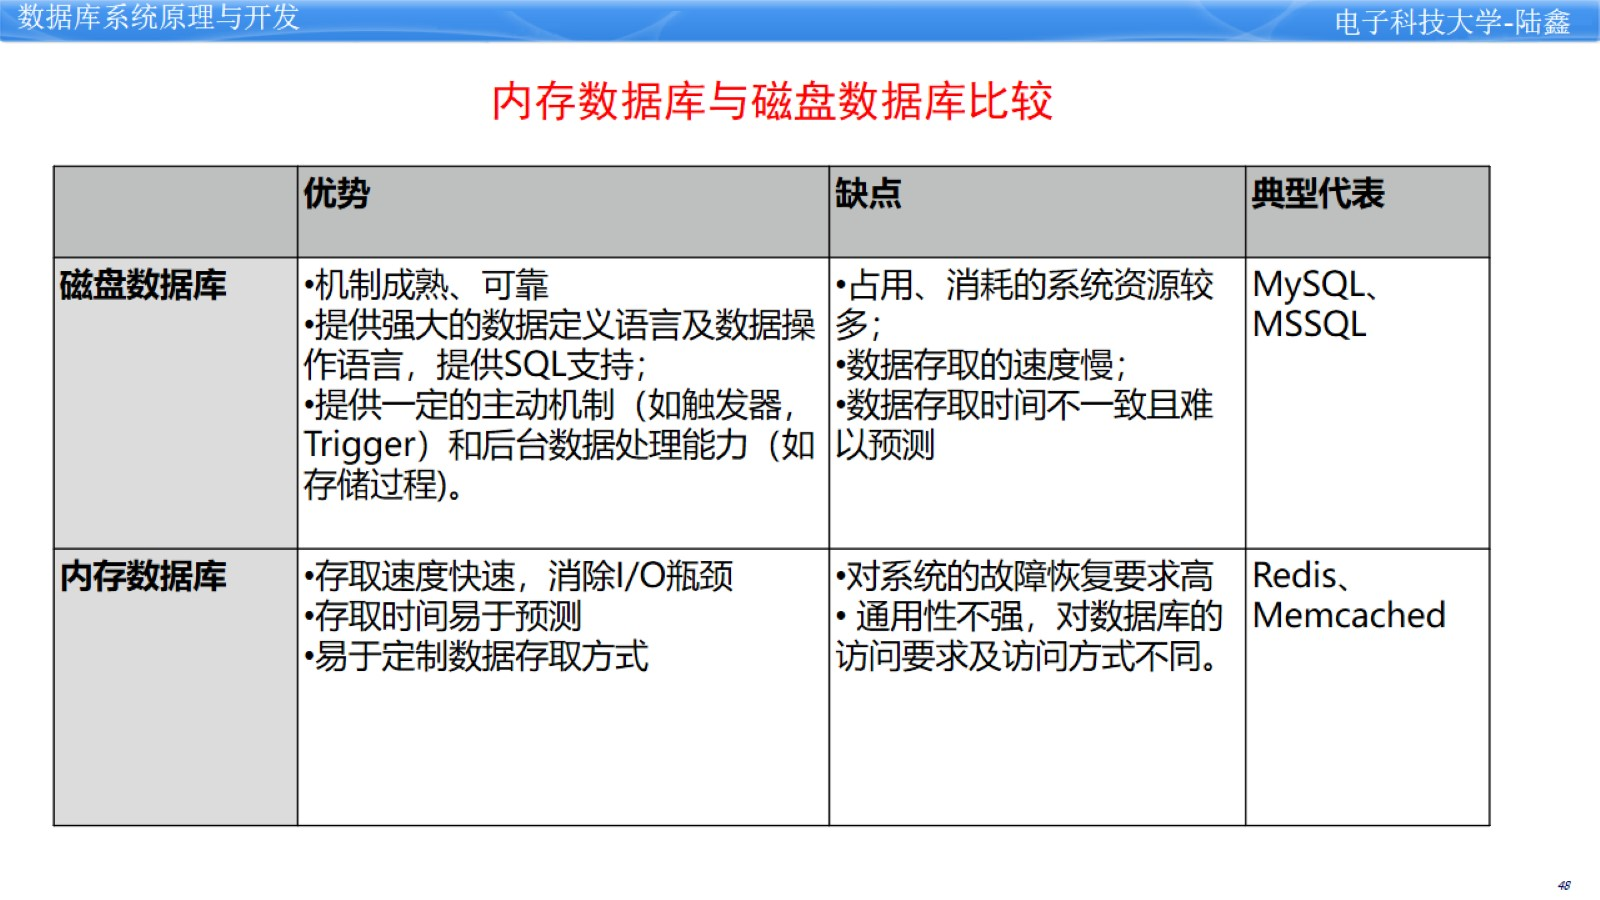 数据库系统原理与开发
电子科技大学-陆鑫
内存数据库与磁盘数据库比较
优势
缺点
典型代表
磁盘数据库
•机制成熟、可靠
•提供强大的数据定义语言及数据操
作语言，提供SQL支持；
•提供一定的主动机制（如触发器，
Trigger）和后台数据处理能力（如
存储过程)。
•占用、消耗的系统资源较
多；
•数据存取的速度慢；
•数据存取时间不一致且难
以预测
MySQL、
MSSQL
内存数据库
•存取速度快速，消除I/O瓶颈
•存取时间易于预测
•易于定制数据存取方式
•对系统的故障恢复要求高
• 通用性不强，对数据库的
访问要求及访问方式不同。
Redis、
Memcached
48